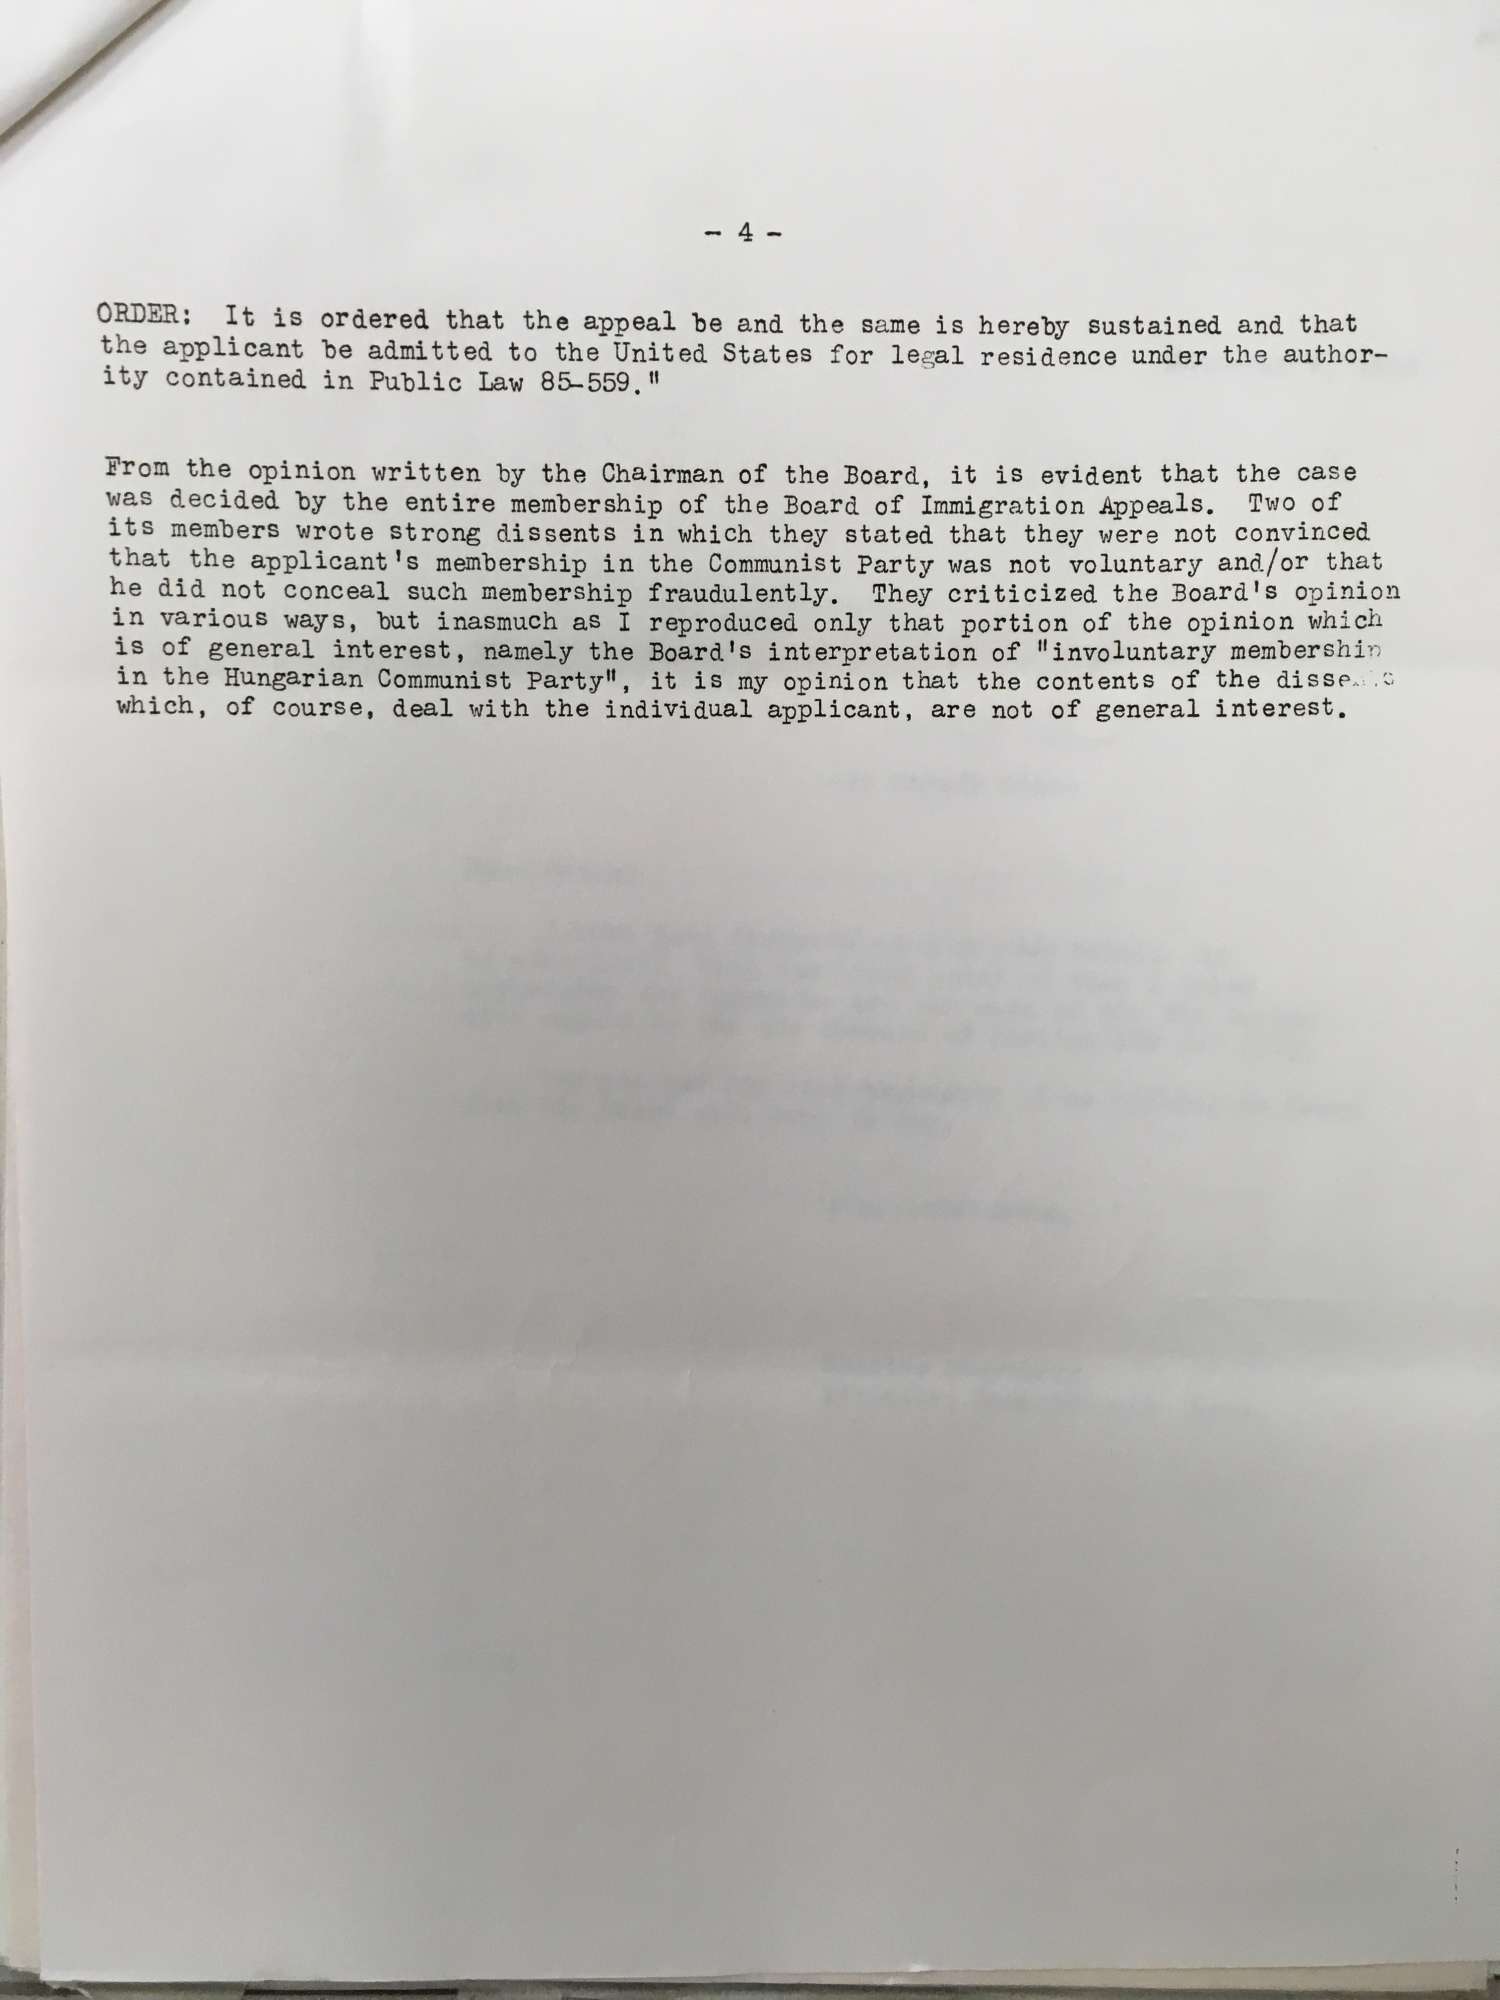 - 4 -
ORDER: It is ordered that the appeal be and the same is hereby sustained and that
the applicant be admitted to the United States for legal residence under the author-
ity contained in Public Law 85-559."
From the opinion written by the Chairman of the Board, it is evident that the case
was decided by the entire membership of the Board of Immigration Appeals. Two of
its members wrote strong dissents in which they stated that they were not convinced
that the applicant's membership in the Communist Party was not voluntary and/or that
he did not conceal such membership fraudulently. They criticized the Board's opinion
in various ways, but inasmuch as I reproduced only that portion of the opinion which
is of general interest, namely the Board's interpretation of "involuntary membership
in the Hungarian Communist Party", it is my opinion that the contents of the dissents
which, of course, deal with the individual applicant, are not of general interest.